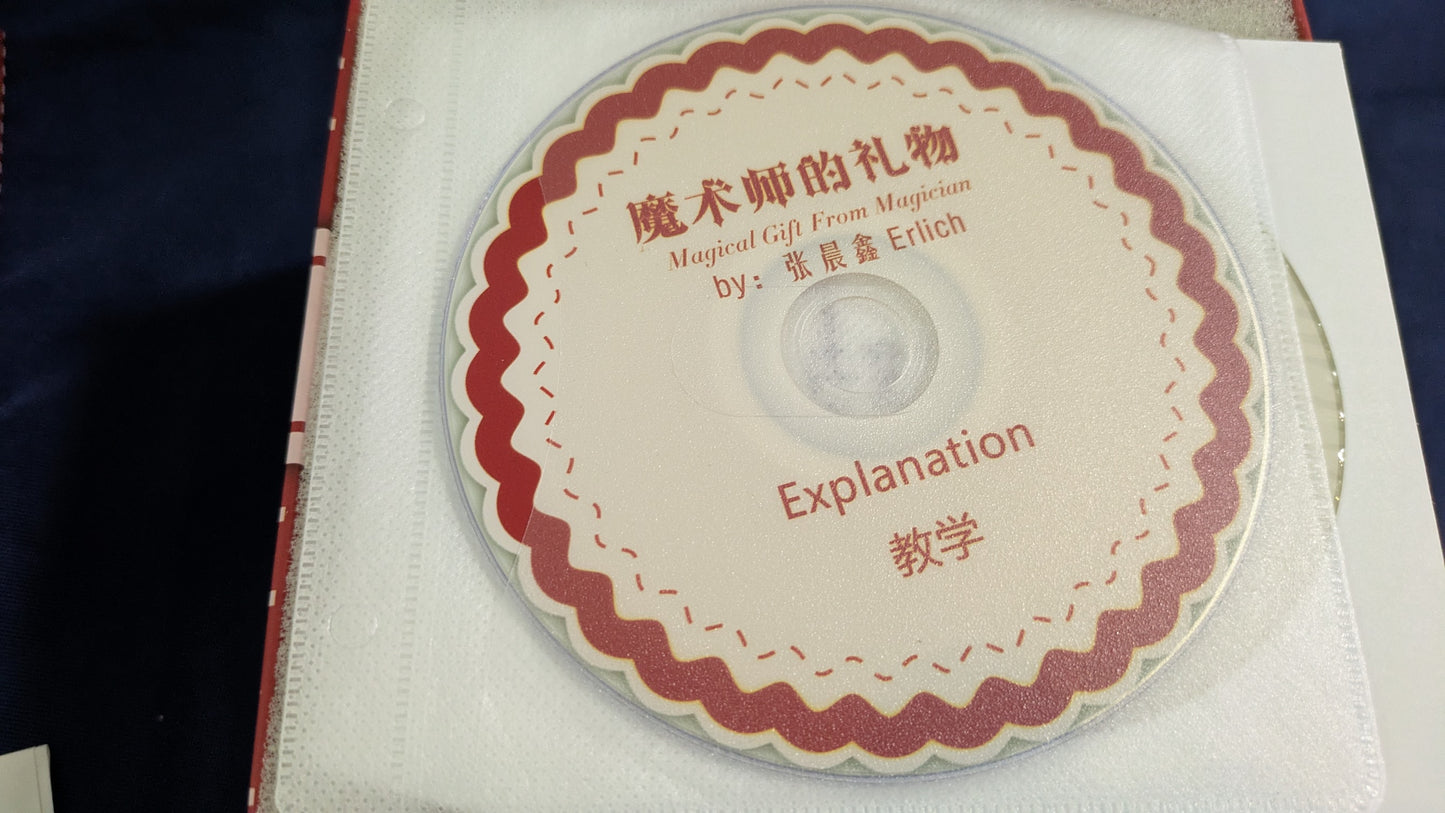 魔术师的礼物
Magical Gift From Magician
by：张晨鑫 Erlich
Explanation
教学